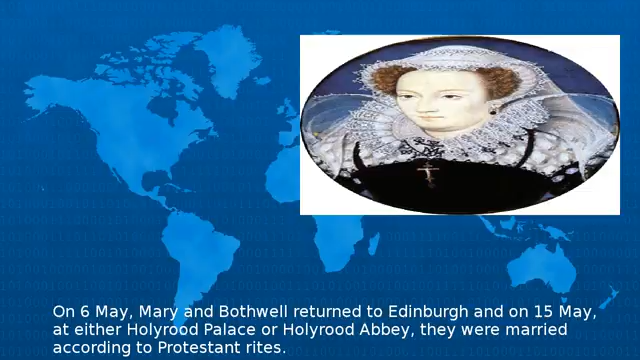 On 6 May, Mary and Bothwell returned to Edinburgh and on 15 May,
at either Holyrood Palace or Holyrood Abbey, they were married
according to Protestant rites.